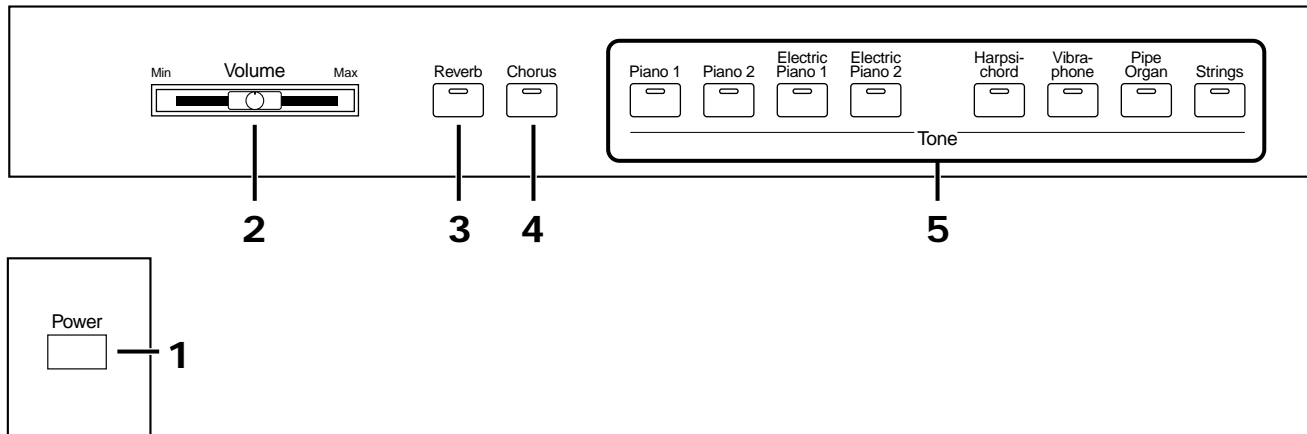 Min
Volume
Max
Reverb
Chorus
Piano 1
Piano 2
Electric
Piano 1
Electric
Piano 2
Harpsi-
chord
Vibra-
phone
Pipe
Organ
Strings
Tone
2
3
4
5
Power
1